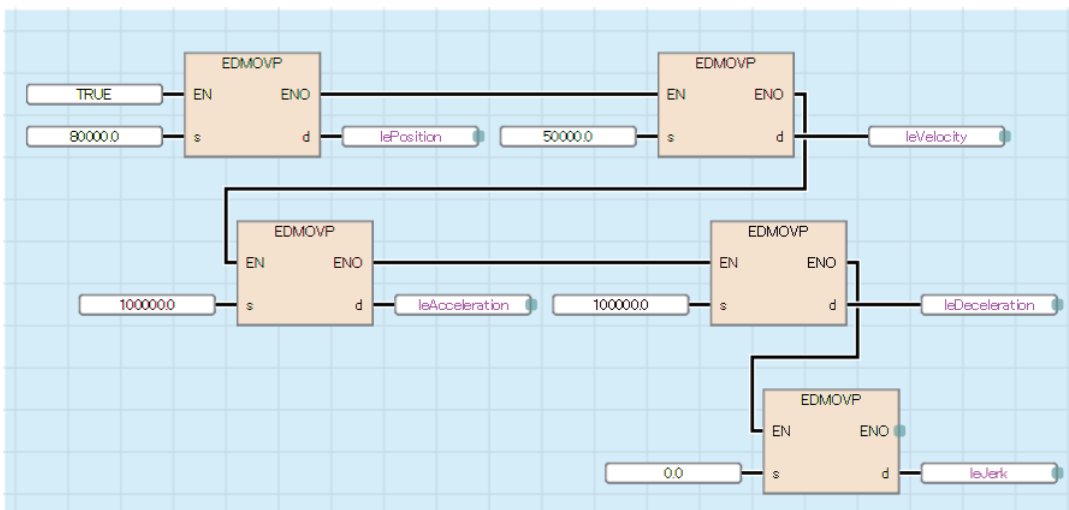 EDMOVP EDMOVP
TRUE EN ENO EN ENO
80000.0 s d lePosition 50000.0 s d leVelocity
EDMOVP EDMOVP
EN ENO EN ENO
100000.0 s d leAcceleration 100000.0 s d leDeceleration
EDMOVP
EN ENO
0.0 s d leJerk